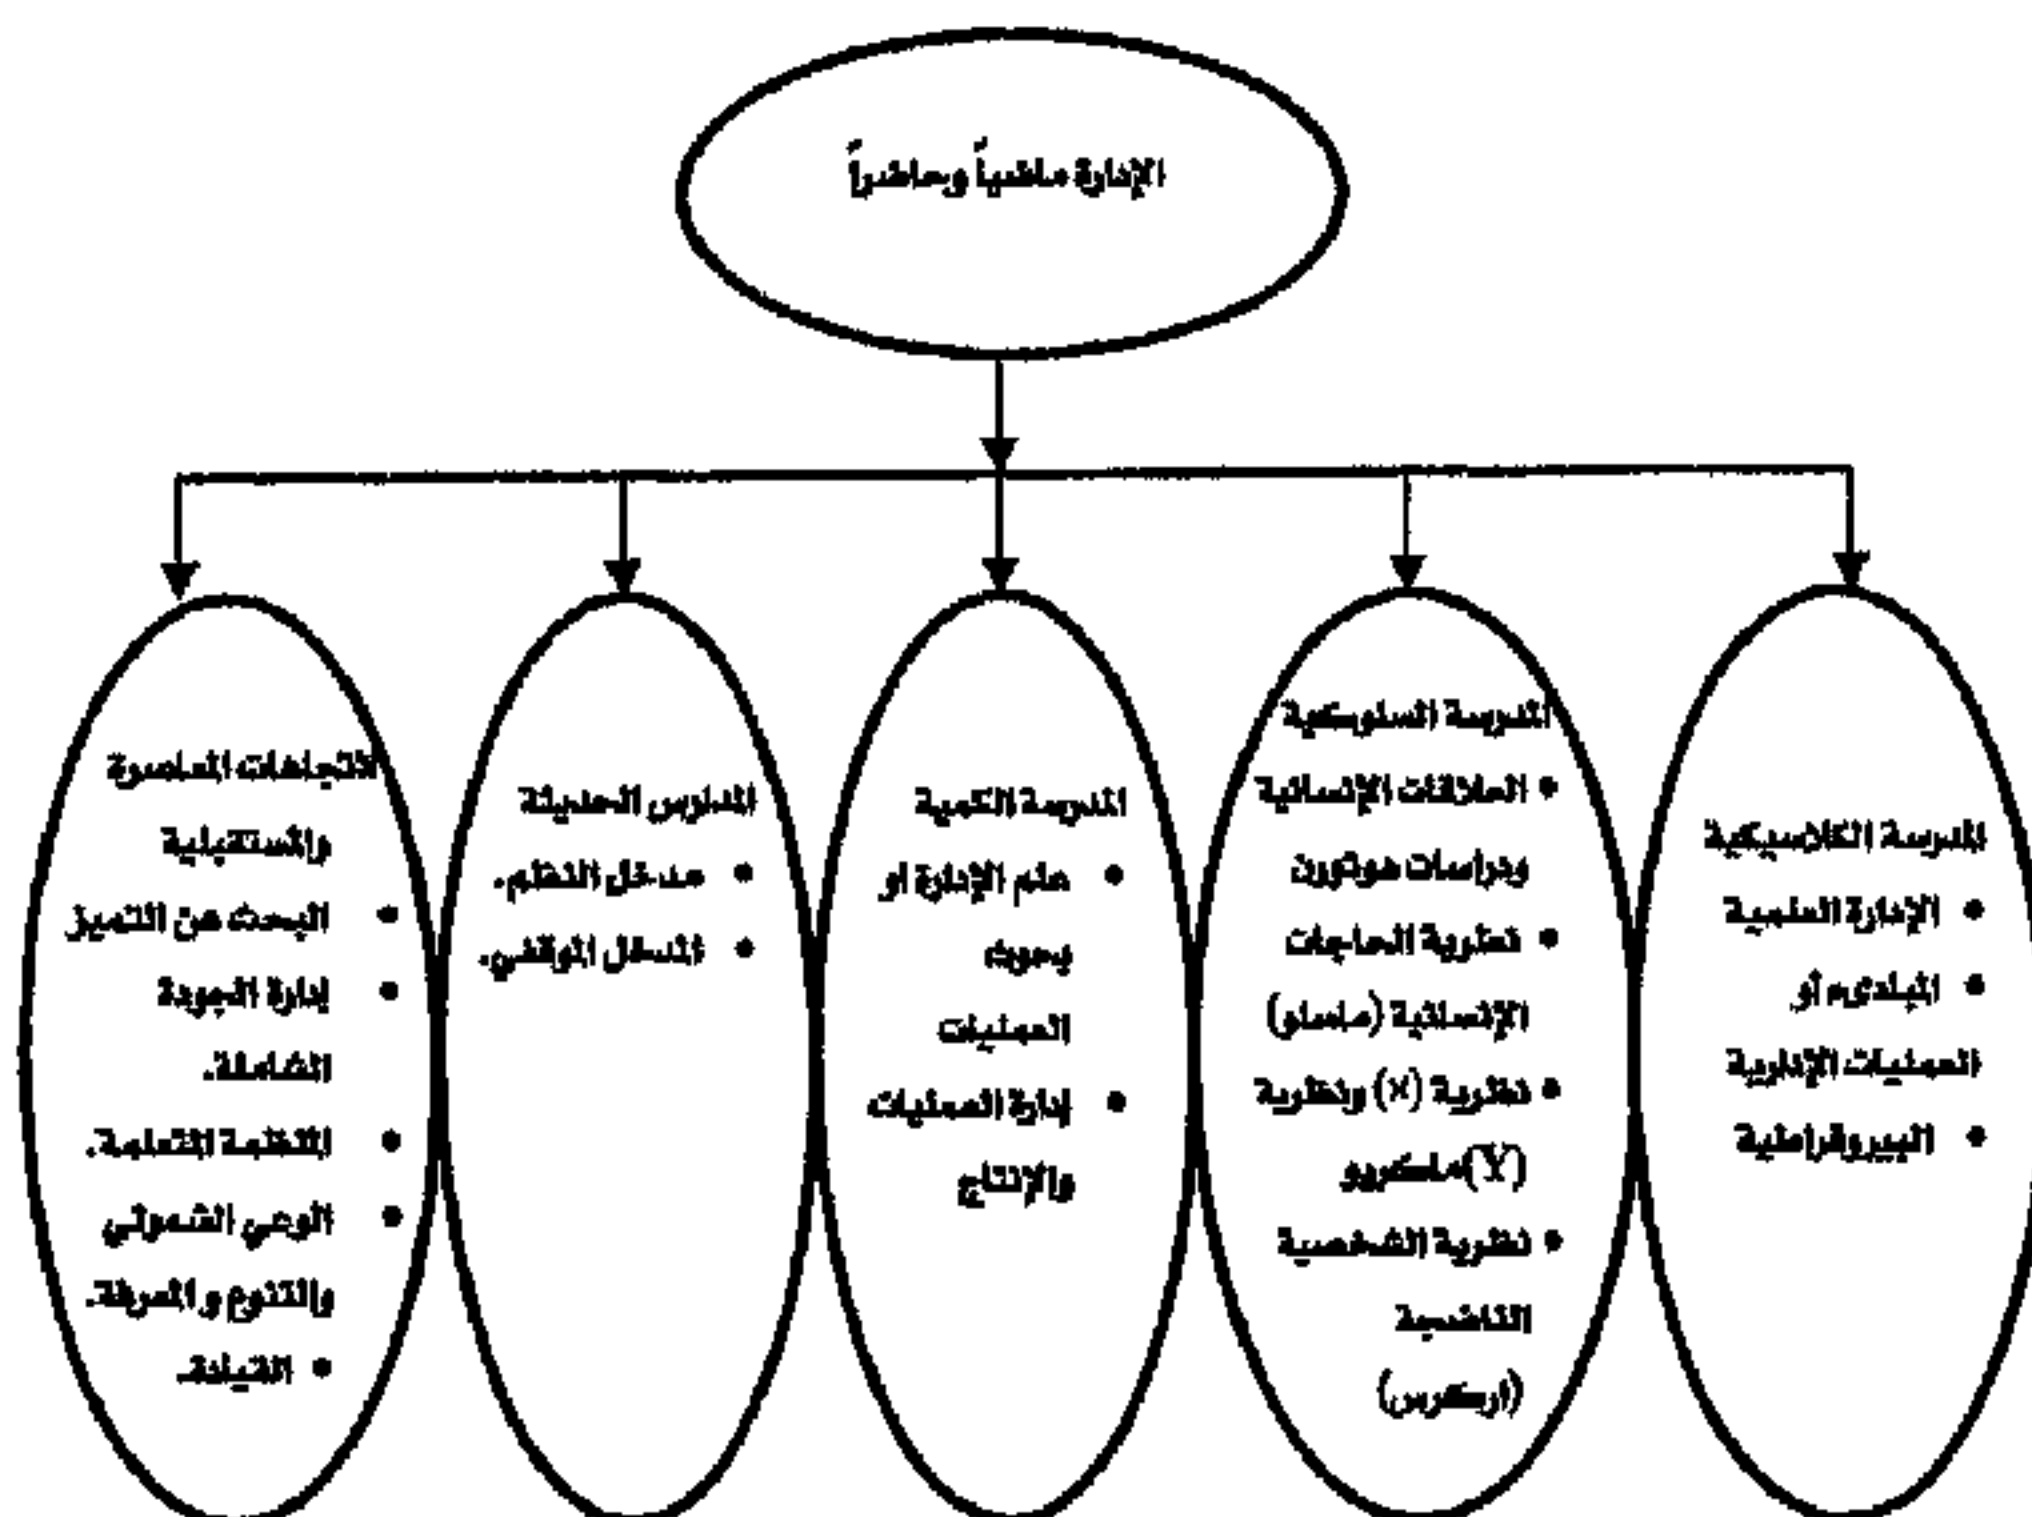 الإدارة ماضياً وحاضراً
المدرسة الكلاسيكية
• الإدارة العلمية
• المبادىء أو
العمليات الإدارية
• البيروقراطية
المدرسة السلوكية
• العلاقات الإنسانية
ودراسات هوثورن
• نظرية الحاجات
الإنسانية (ماسلو)
• نظرية (x) ونظرية
(Y) ماكريو
• نظرية الشخصية
الناضجة
(اركرس)
المدرسة الكمية
• علم الإدارة او
بحوث
العمليات
• إدارة العمليات
والإنتاج
المدارس الحديثة
• مدخل النظم.
• المدخل الموقفي.
الاتجاهات المعاصرة
والمستقبلية
• البحث عن التميز
• إدارة الجودة
الشاملة.
• المنظمة المتعلمة.
• الوعي الشمولي
والتنوع والمعرفة.
• القيادة.